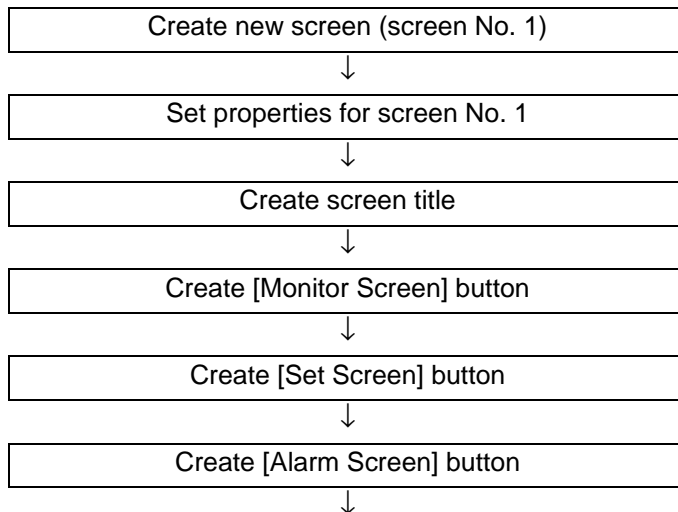 Create new screen (screen No. 1)
↓
Set properties for screen No. 1
↓
Create screen title
↓
Create [Monitor Screen] button
↓
Create [Set Screen] button
↓
Create [Alarm Screen] button
↓